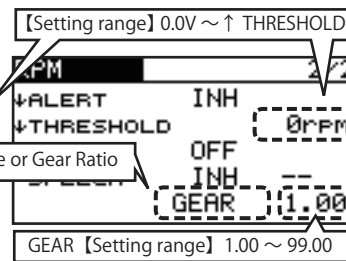 【Setting range】 0.0V ～↑ THRESHOLD
RPM 2/2
↓ALERT INH
↓THRESHOLD 0rpm
OFF
e or Gear Ratio
INH --
GEAR 1.00
GEAR 【Setting range】 1.00 ～ 99.00